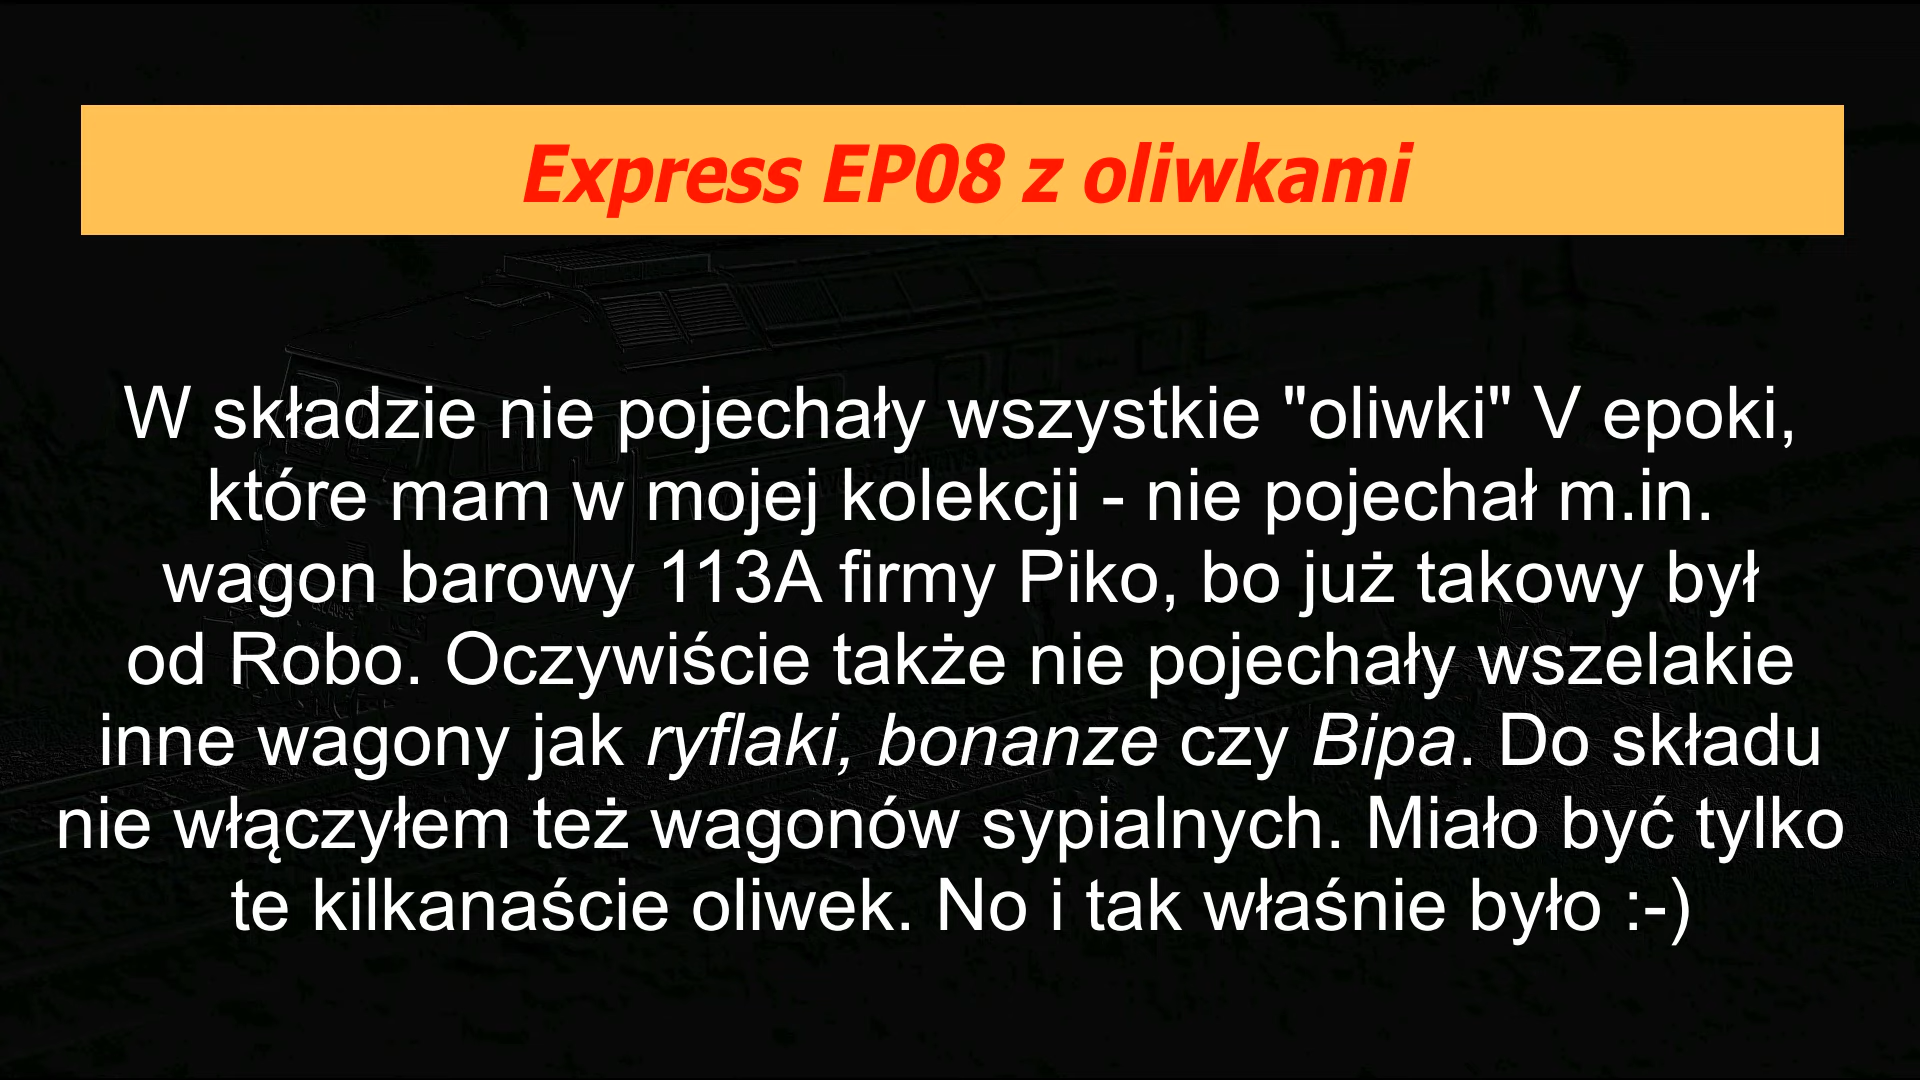 Express EP08 z oliwkami
W składzie nie pojechały wszystkie "oliwki" V epoki,
które mam w mojej kolekcji - nie pojechał m.in.
wagon barowy 113A firmy Piko, bo już takowy był
od Robo. Oczywiście także nie pojechały wszelakie
inne wagony jak ryflaki, bonanze czy Bipa. Do składu
nie włączyłem też wagonów sypialnych. Miało być tylko
te kilkanaście oliwek. No i tak właśnie było :-)